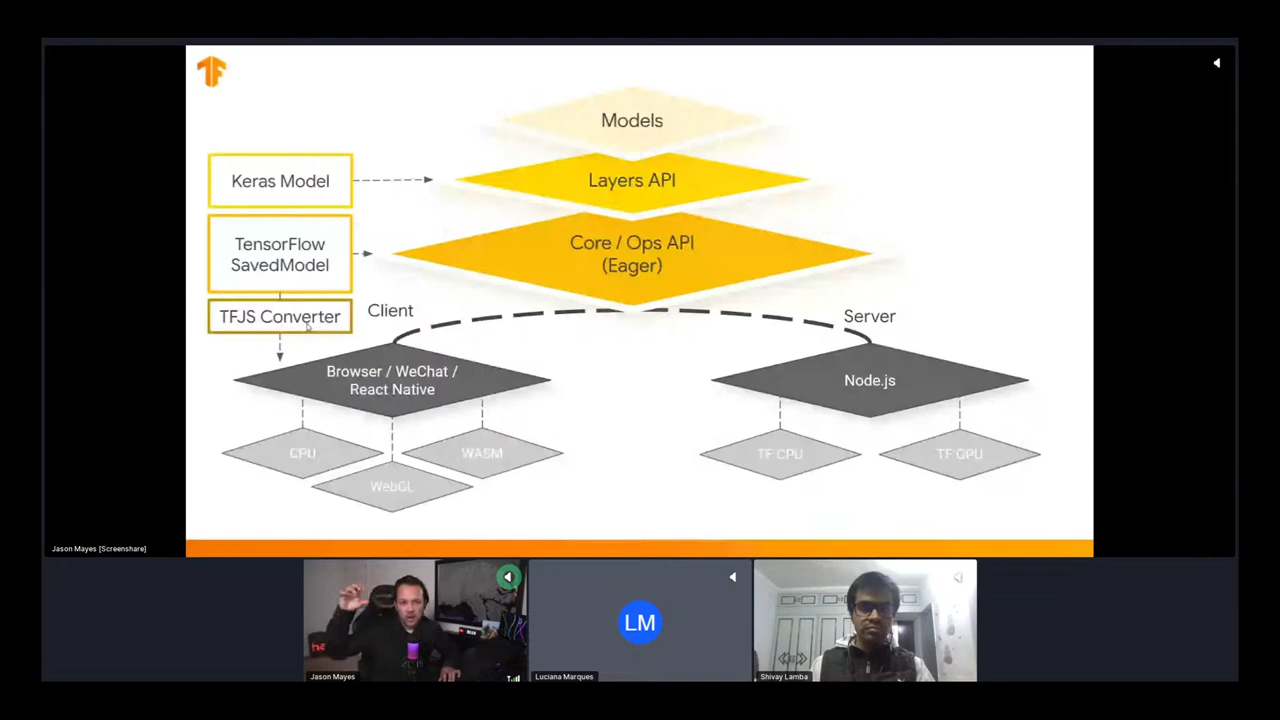 Models
Keras Model
Layers API
TensorFlow
SavedModel
Core / Ops API
(Eager)
TFJS Converter
Client
Server
Browser / WeChat /
React Native
Node.js
CPU
WASM
WebGL
TF CPU
TF GPU
Jason Mayes [Screenshare]
LM
Jason Mayes
Luciana Marques
Shivay Lamba